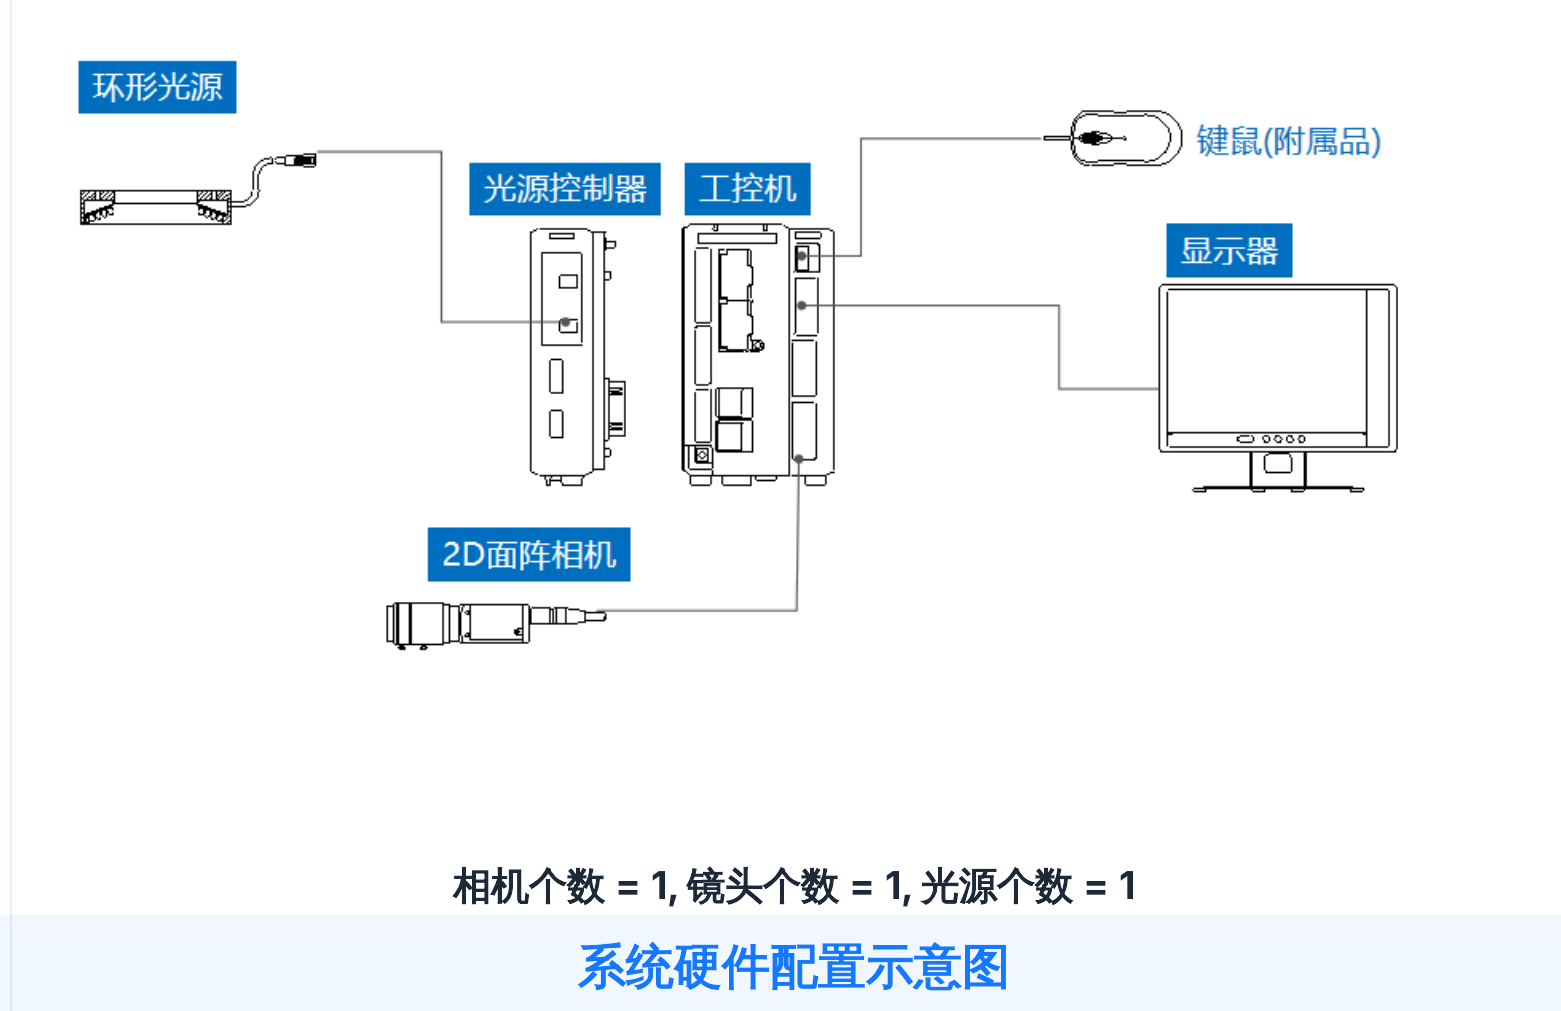 环形光源
键鼠(附属品)
光源控制器
工控机
显示器
2D面阵相机
相机个数 = 1, 镜头个数 = 1, 光源个数 = 1
系统硬件配置示意图